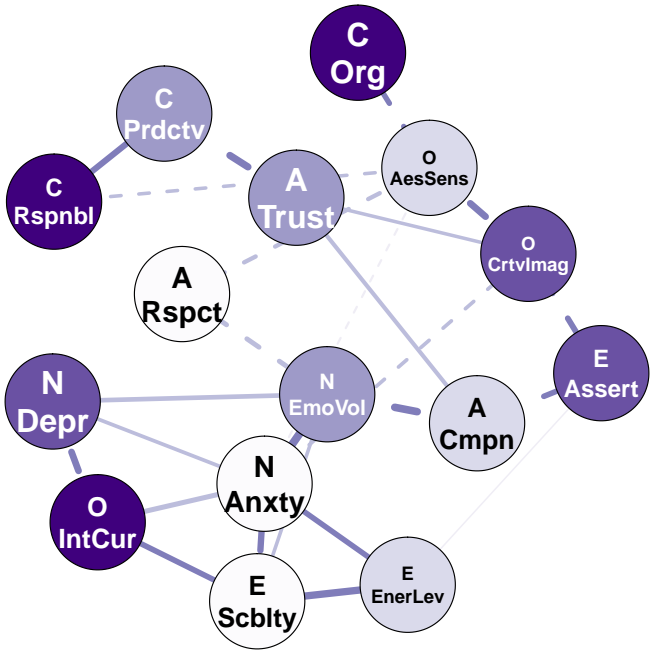 C
Org
C
Prdctv
O
AesSens
A
Trust
C
Rspnbl
O
CrtvImag
A
Rspct
E
Assert
N
EmoVol
N
Depr
A
Cmpn
N
Anxty
O
IntCur
E
EnerLev
E
Scblty